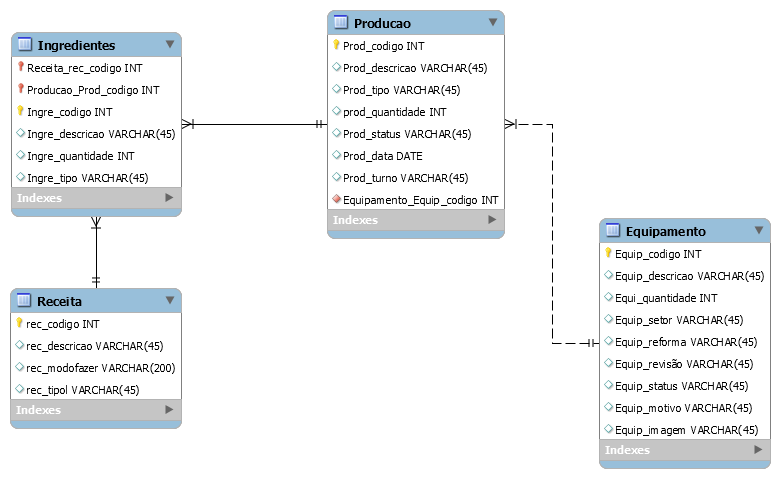 Ingredientes
Receita_rec_codigo INT
Producao_Prod_codigo INT
Ingre_codigo INT
Ingre_descricao VARCHAR(45)
Ingre_quantidade INT
Ingre_tipo VARCHAR(45)
Indexes
Producao
Prod_codigo INT
Prod_descricao VARCHAR(45)
Prod_tipo VARCHAR(45)
prod_quantidade INT
Prod_status VARCHAR(45)
Prod_data DATE
Prod_turno VARCHAR(45)
Equipamento_Equip_codigo INT
Indexes
Receita
rec_codigo INT
rec_descricao VARCHAR(45)
rec_modofazer VARCHAR(200)
rec_tipol VARCHAR(45)
Indexes
Equipamento
Equip_codigo INT
Equip_descricao VARCHAR(45)
Equi_quantidade INT
Equip_setor VARCHAR(45)
Equip_reforma VARCHAR(45)
Equip_revisão VARCHAR(45)
Equip_status VARCHAR(45)
Equip_motivo VARCHAR(45)
Equip_imagem VARCHAR(45)
Indexes